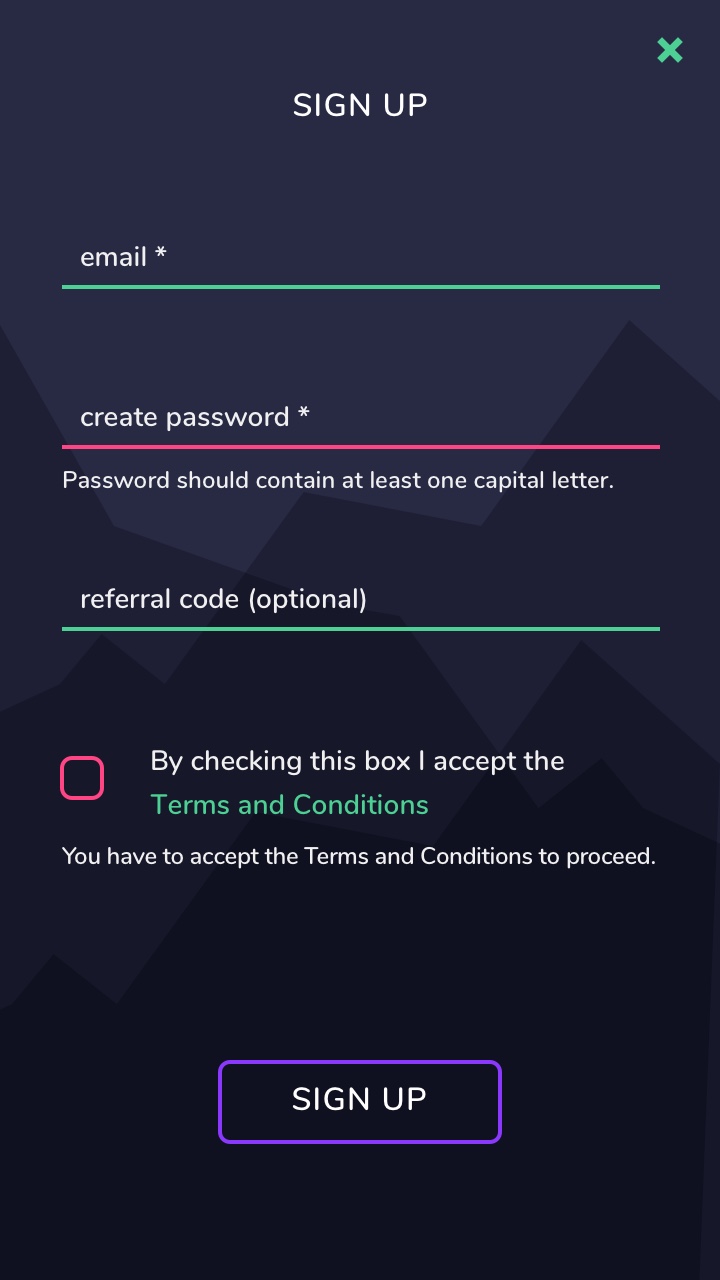 SIGN UP
email *
create password *
Password should contain at least one capital letter.
referral code (optional)
By checking this box I accept the
Terms and Conditions
You have to accept the Terms and Conditions to proceed.
SIGN UP